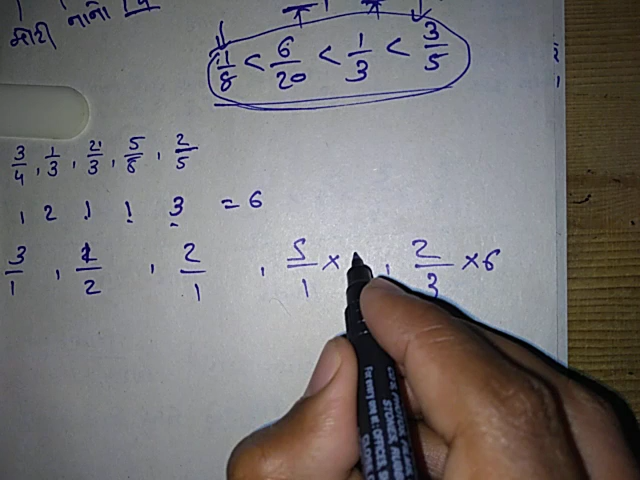 મોટી નાની
1/8 < 6/20 < 1/3 < 3/5
3/4, 1/3, 2/3, 5/8, 2/5
1 2 1 1 3 = 6
3/1, 1/2, 2/1, 5/1 ×, 2/3 × 6